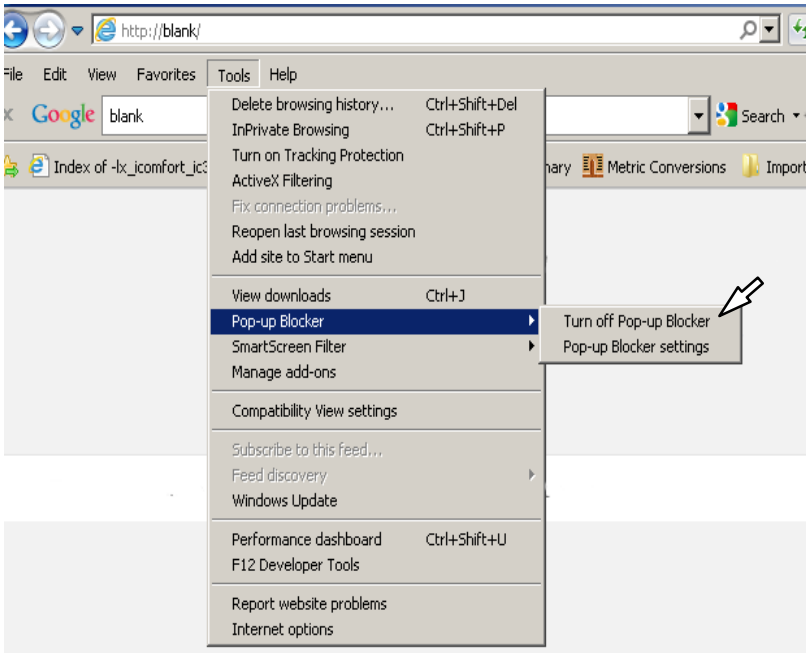 http://blank/
File Edit View Favorites Tools Help
Google blank Search
Index of -lx_icomfort_ic3 Metric Conversions Import
Delete browsing history... Ctrl+Shift+Del
InPrivate Browsing Ctrl+Shift+P
Turn on Tracking Protection
ActiveX Filtering
Fix connection problems...
Reopen last browsing session
Add site to Start menu
View downloads Ctrl+J
Pop-up Blocker
Turn off Pop-up Blocker
SmartScreen Filter
Pop-up Blocker settings
Manage add-ons
Compatibility View settings
Subscribe to this feed...
Feed discovery
Windows Update
Performance dashboard Ctrl+Shift+U
F12 Developer Tools
Report website problems
Internet options